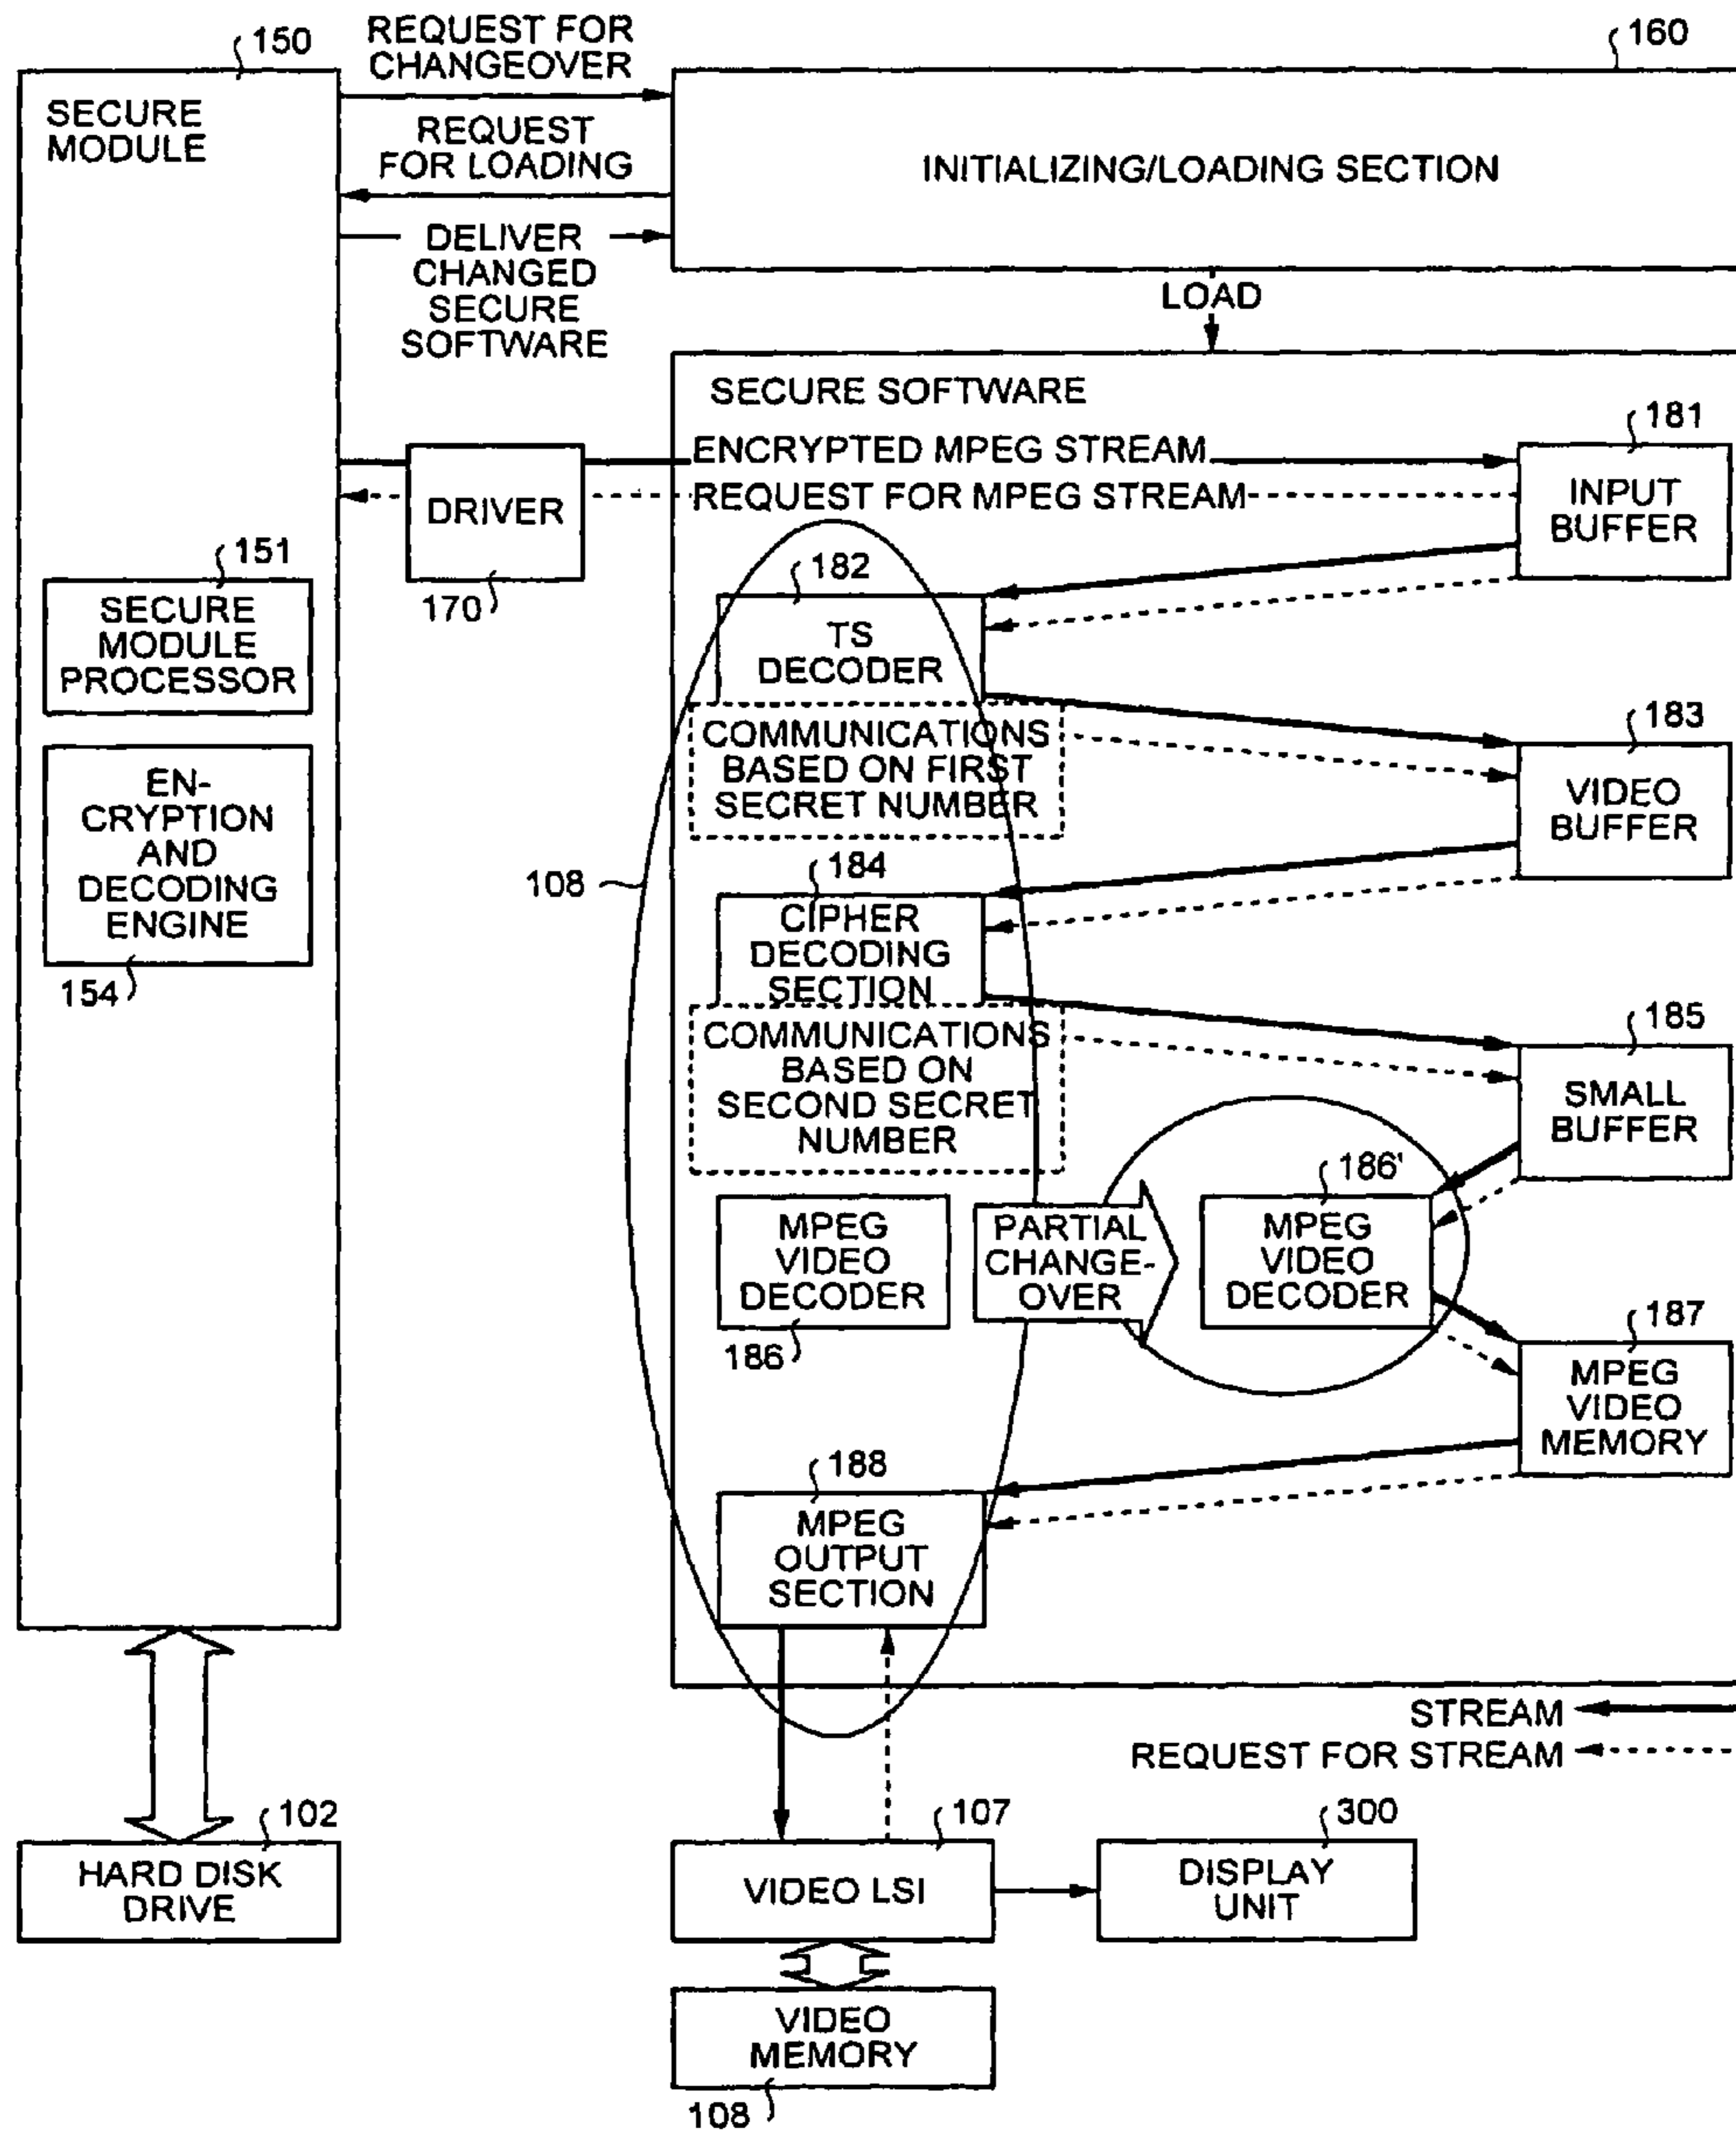 150
REQUEST FOR
CHANGEOVER
160
SECURE
MODULE
REQUEST
FOR LOADING
INITIALIZING/LOADING SECTION
DELIVER
CHANGED
SECURE
SOFTWARE
LOAD
SECURE SOFTWARE
181
ENCRYPTED MPEG STREAM
REQUEST FOR MPEG STREAM
INPUT
BUFFER
DRIVER
170
151
SECURE
MODULE
PROCESSOR
182
TS
DECODER
COMMUNICATIONS
BASED ON FIRST
SECRET NUMBER
183
VIDEO
BUFFER
EN-
CRYPTION
AND
DECODING
ENGINE
154
108
184
CIPHER
DECODING
SECTION
COMMUNICATIONS
BASED ON
SECOND SECRET
NUMBER
185
SMALL
BUFFER
MPEG
VIDEO
DECODER
186
PARTIAL
CHANGE-
OVER
186'
MPEG
VIDEO
DECODER
187
MPEG
VIDEO
MEMORY
188
MPEG
OUTPUT
SECTION
STREAM
REQUEST FOR STREAM
102
HARD DISK
DRIVE
107
VIDEO LSI
300
DISPLAY
UNIT
VIDEO
MEMORY
108